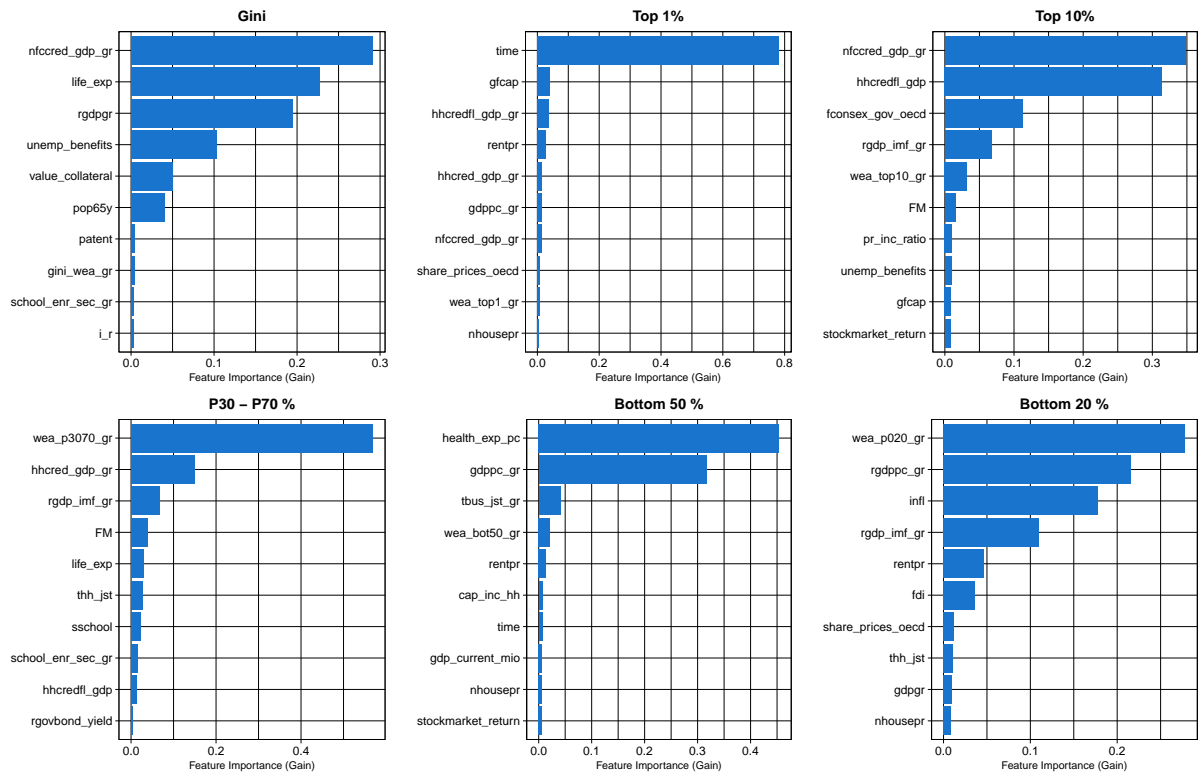 Gini
nfccred_gdp_gr
life_exp
rgdpgr
unemp_benefits
value_collateral
pop65y
patent
gini_wea_gr
school_enr_sec_gr
i_r
0.0 0.1 0.2 0.3
Feature Importance (Gain)
Top 1%
time
gfcap
hhcredfl_gdp_gr
rentpr
hhcred_gdp_gr
gdppc_gr
nfccred_gdp_gr
share_prices_oecd
wea_top1_gr
nhousepr
0.0 0.2 0.4 0.6 0.8
Feature Importance (Gain)
Top 10%
nfccred_gdp_gr
hhcredfl_gdp
fconsex_gov_oecd
rgdp_imf_gr
wea_top10_gr
FM
pr_inc_ratio
unemp_benefits
gfcap
stockmarket_return
0.0 0.1 0.2 0.3
Feature Importance (Gain)
P30 – P70 %
wea_p3070_gr
hhcred_gdp_gr
rgdp_imf_gr
FM
life_exp
thh_jst
sschool
school_enr_sec_gr
hhcredfl_gdp
rgovbond_yield
0.0 0.2 0.4
Feature Importance (Gain)
Bottom 50 %
health_exp_pc
gdppc_gr
tbus_jst_gr
wea_bot50_gr
rentpr
cap_inc_hh
time
gdp_current_mio
nhousepr
stockmarket_return
0.0 0.1 0.2 0.3 0.4
Feature Importance (Gain)
Bottom 20 %
wea_p020_gr
rgdppc_gr
infl
rgdp_imf_gr
rentpr
fdi
share_prices_oecd
thh_jst
gdpgr
nhousepr
0.0 0.2
Feature Importance (Gain)